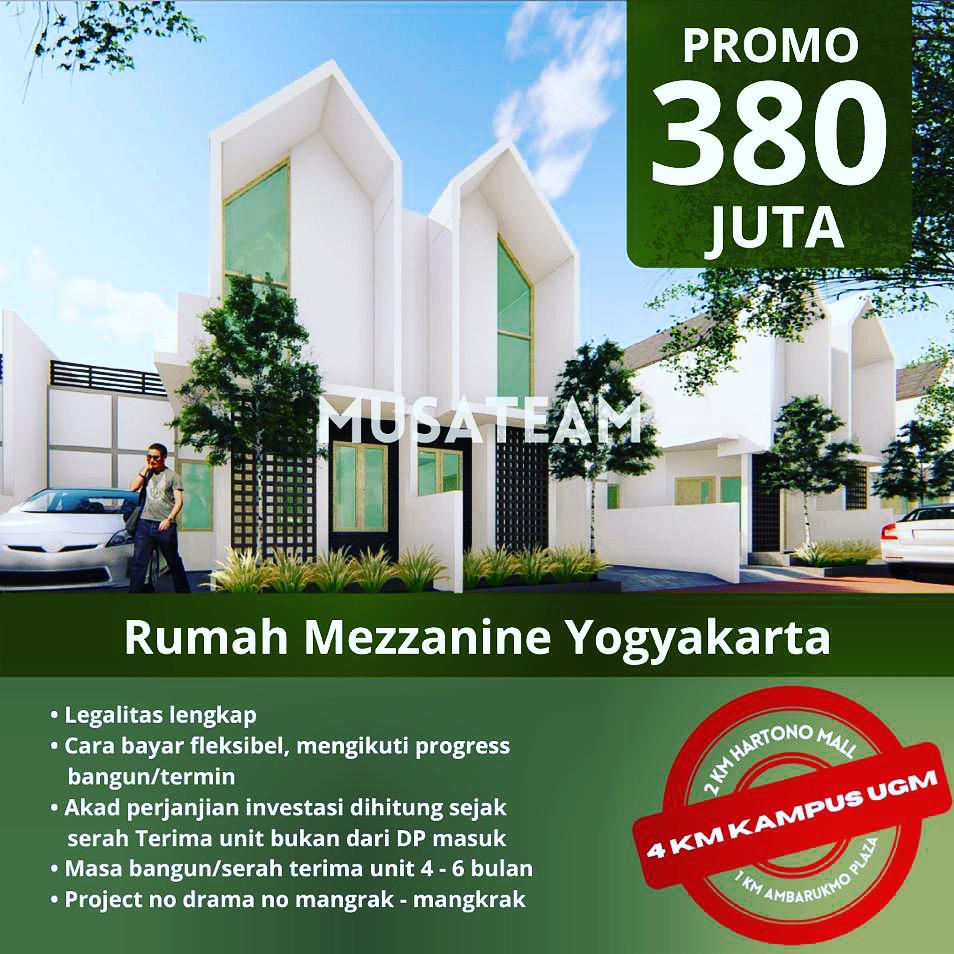 PROMO
380
JUTA
MUSATEAM
Rumah Mezzanine Yogyakarta
• Legalitas lengkap
• Cara bayar fleksibel, mengikuti progress
bangun/termin
• Akad perjanjian investasi dihitung sejak
serah Terima unit bukan dari DP masuk
• Masa bangun/serah terima unit 4 - 6 bulan
• Project no drama no mangrak - mangkrak
2 KM HARTONO MALL
4 KM KAMPUS UGM
1 KM AMBARUKMO PLAZA